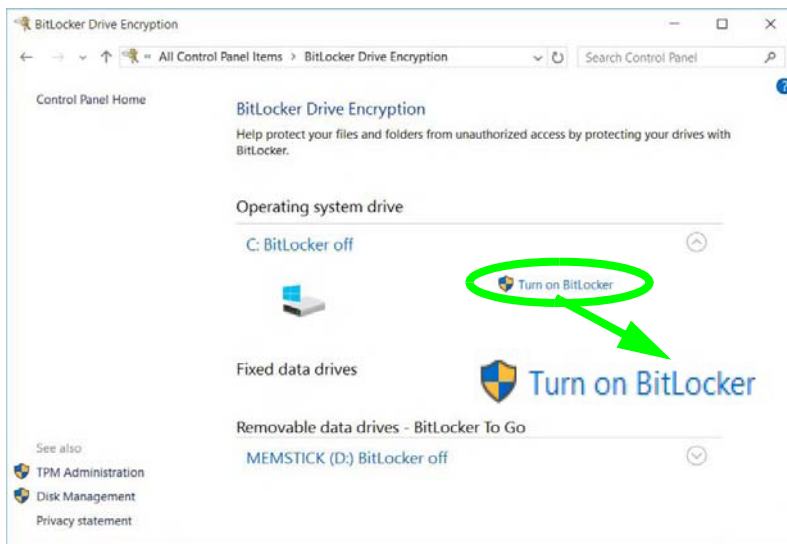 BitLocker Drive Encryption
« All Control Panel Items > BitLocker Drive Encryption
Search Control Panel
?
Control Panel Home
BitLocker Drive Encryption
Help protect your files and folders from unauthorized access by protecting your drives with
BitLocker.
Operating system drive
C: BitLocker off
Turn on BitLocker
Fixed data drives
Turn on BitLocker
Removable data drives - BitLocker To Go
MEMSTICK (D:) BitLocker off
See also
TPM Administration
Disk Management
Privacy statement